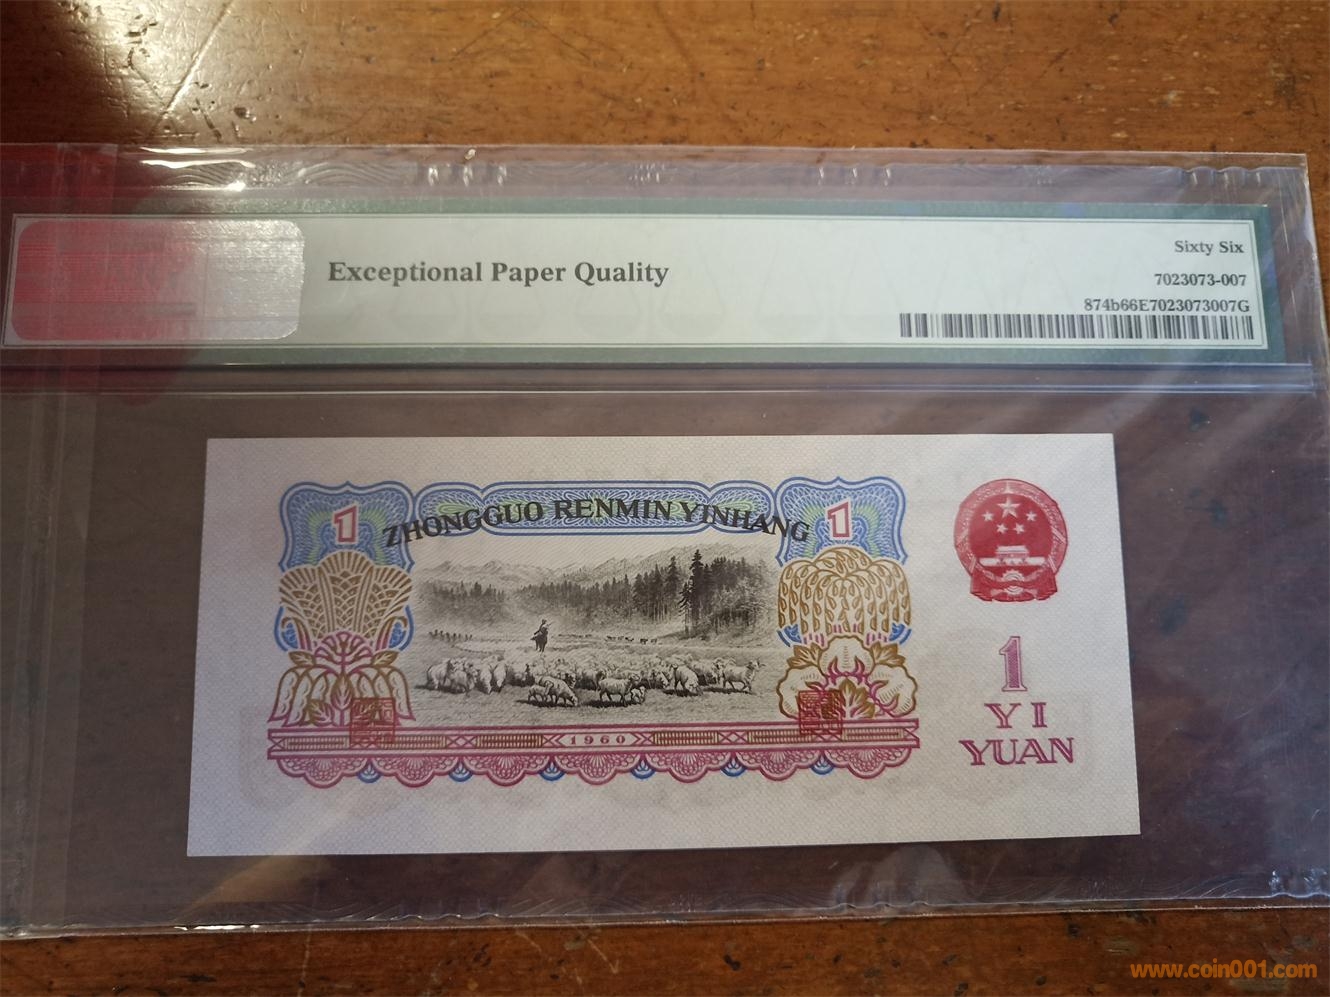 Exceptional Paper Quality
Sixty Six
7023073-007
874b66E7023073007G
1
ZHONGGUO RENMIN YINHANG
1
1960
1
YI
YUAN
www.coin001.com